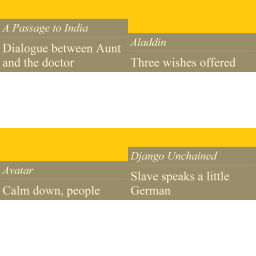 A Passage to India
Dialogue between Aunt
and the doctor
Aladdin
Three wishes offered
Avatar
Calm down, people
Django Unchained
Slave speaks a little
German